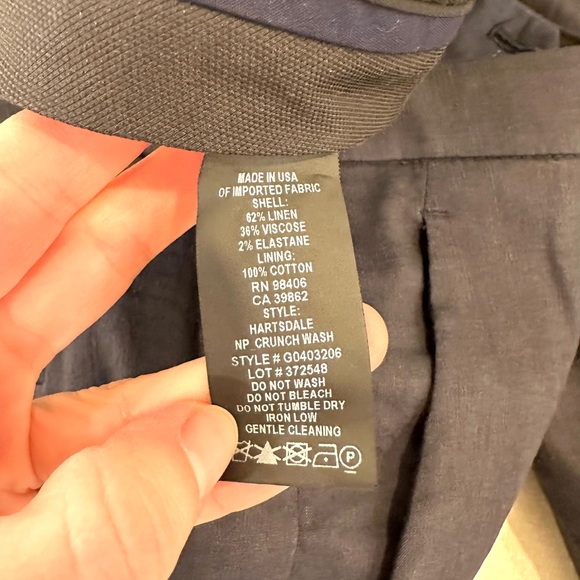 MADE IN USA
OF IMPORTED FABRIC
SHELL:
62% LINEN
36% VISCOSE
2% ELASTANE
LINING:
100% COTTON
RN 98406
CA 39862
STYLE:
HARTSDALE
NP CRUNCH WASH
STYLE # G0403206
LOT # 372548
DO NOT WASH
DO NOT BLEACH
DO NOT TUMBLE DRY
IRON LOW
GENTLE CLEANING
P